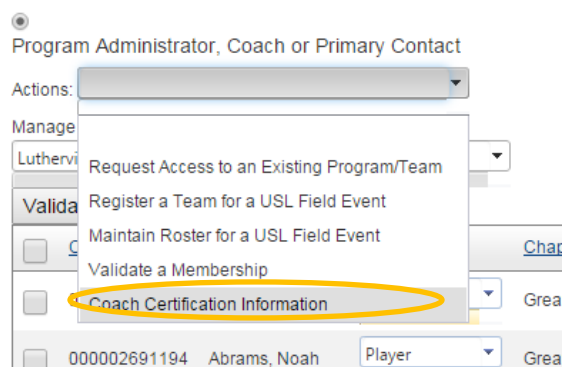 Program Administrator, Coach or Primary Contact
Actions:
Manage
Luthervi
Request Access to an Existing Program/Team
Valida
Register a Team for a USL Field Event
Maintain Roster for a USL Field Event
C
Chap
Validate a Membership
Coach Certification Information
Grea
000002691194 Abrams, Noah Player Grea